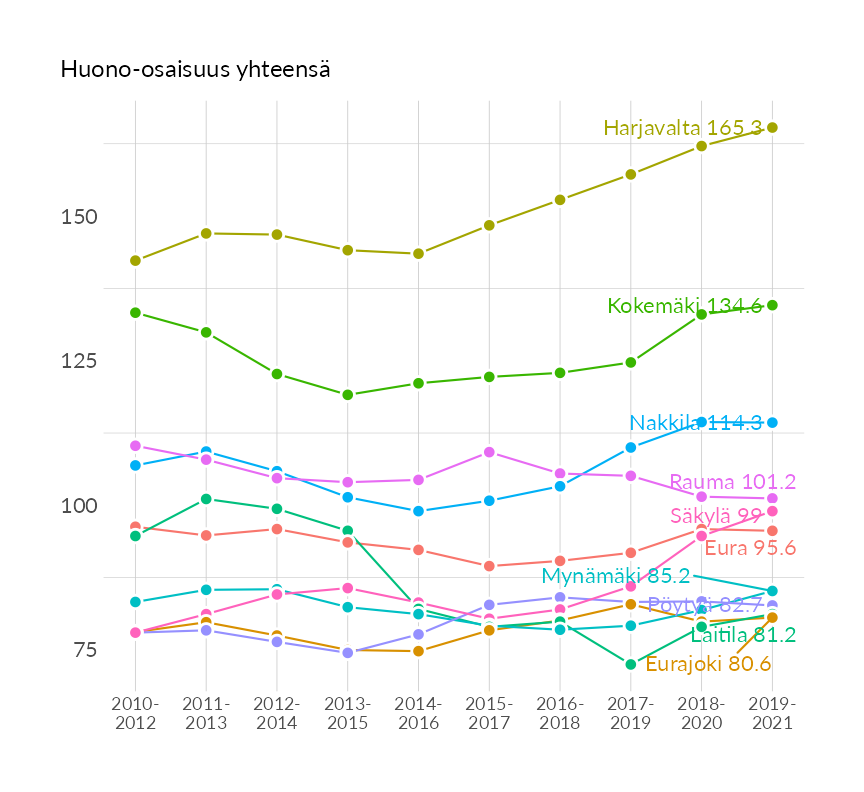 Huono-osaisuus yhteensä
Harjavalta 165.3
150
Kokemäki 134.6
125
Nakkila 114.3
Rauma 101.2
100
Säkylä 99
Eura 95.6
Mynämäki 85.2
Pöytyä 82.7
Laitila 81.2
75
Eurajoki 80.6
2010- 2011- 2012- 2013- 2014- 2015- 2016- 2017- 2018- 2019-
2012 2013 2014 2015 2016 2017 2018 2019 2020 2021